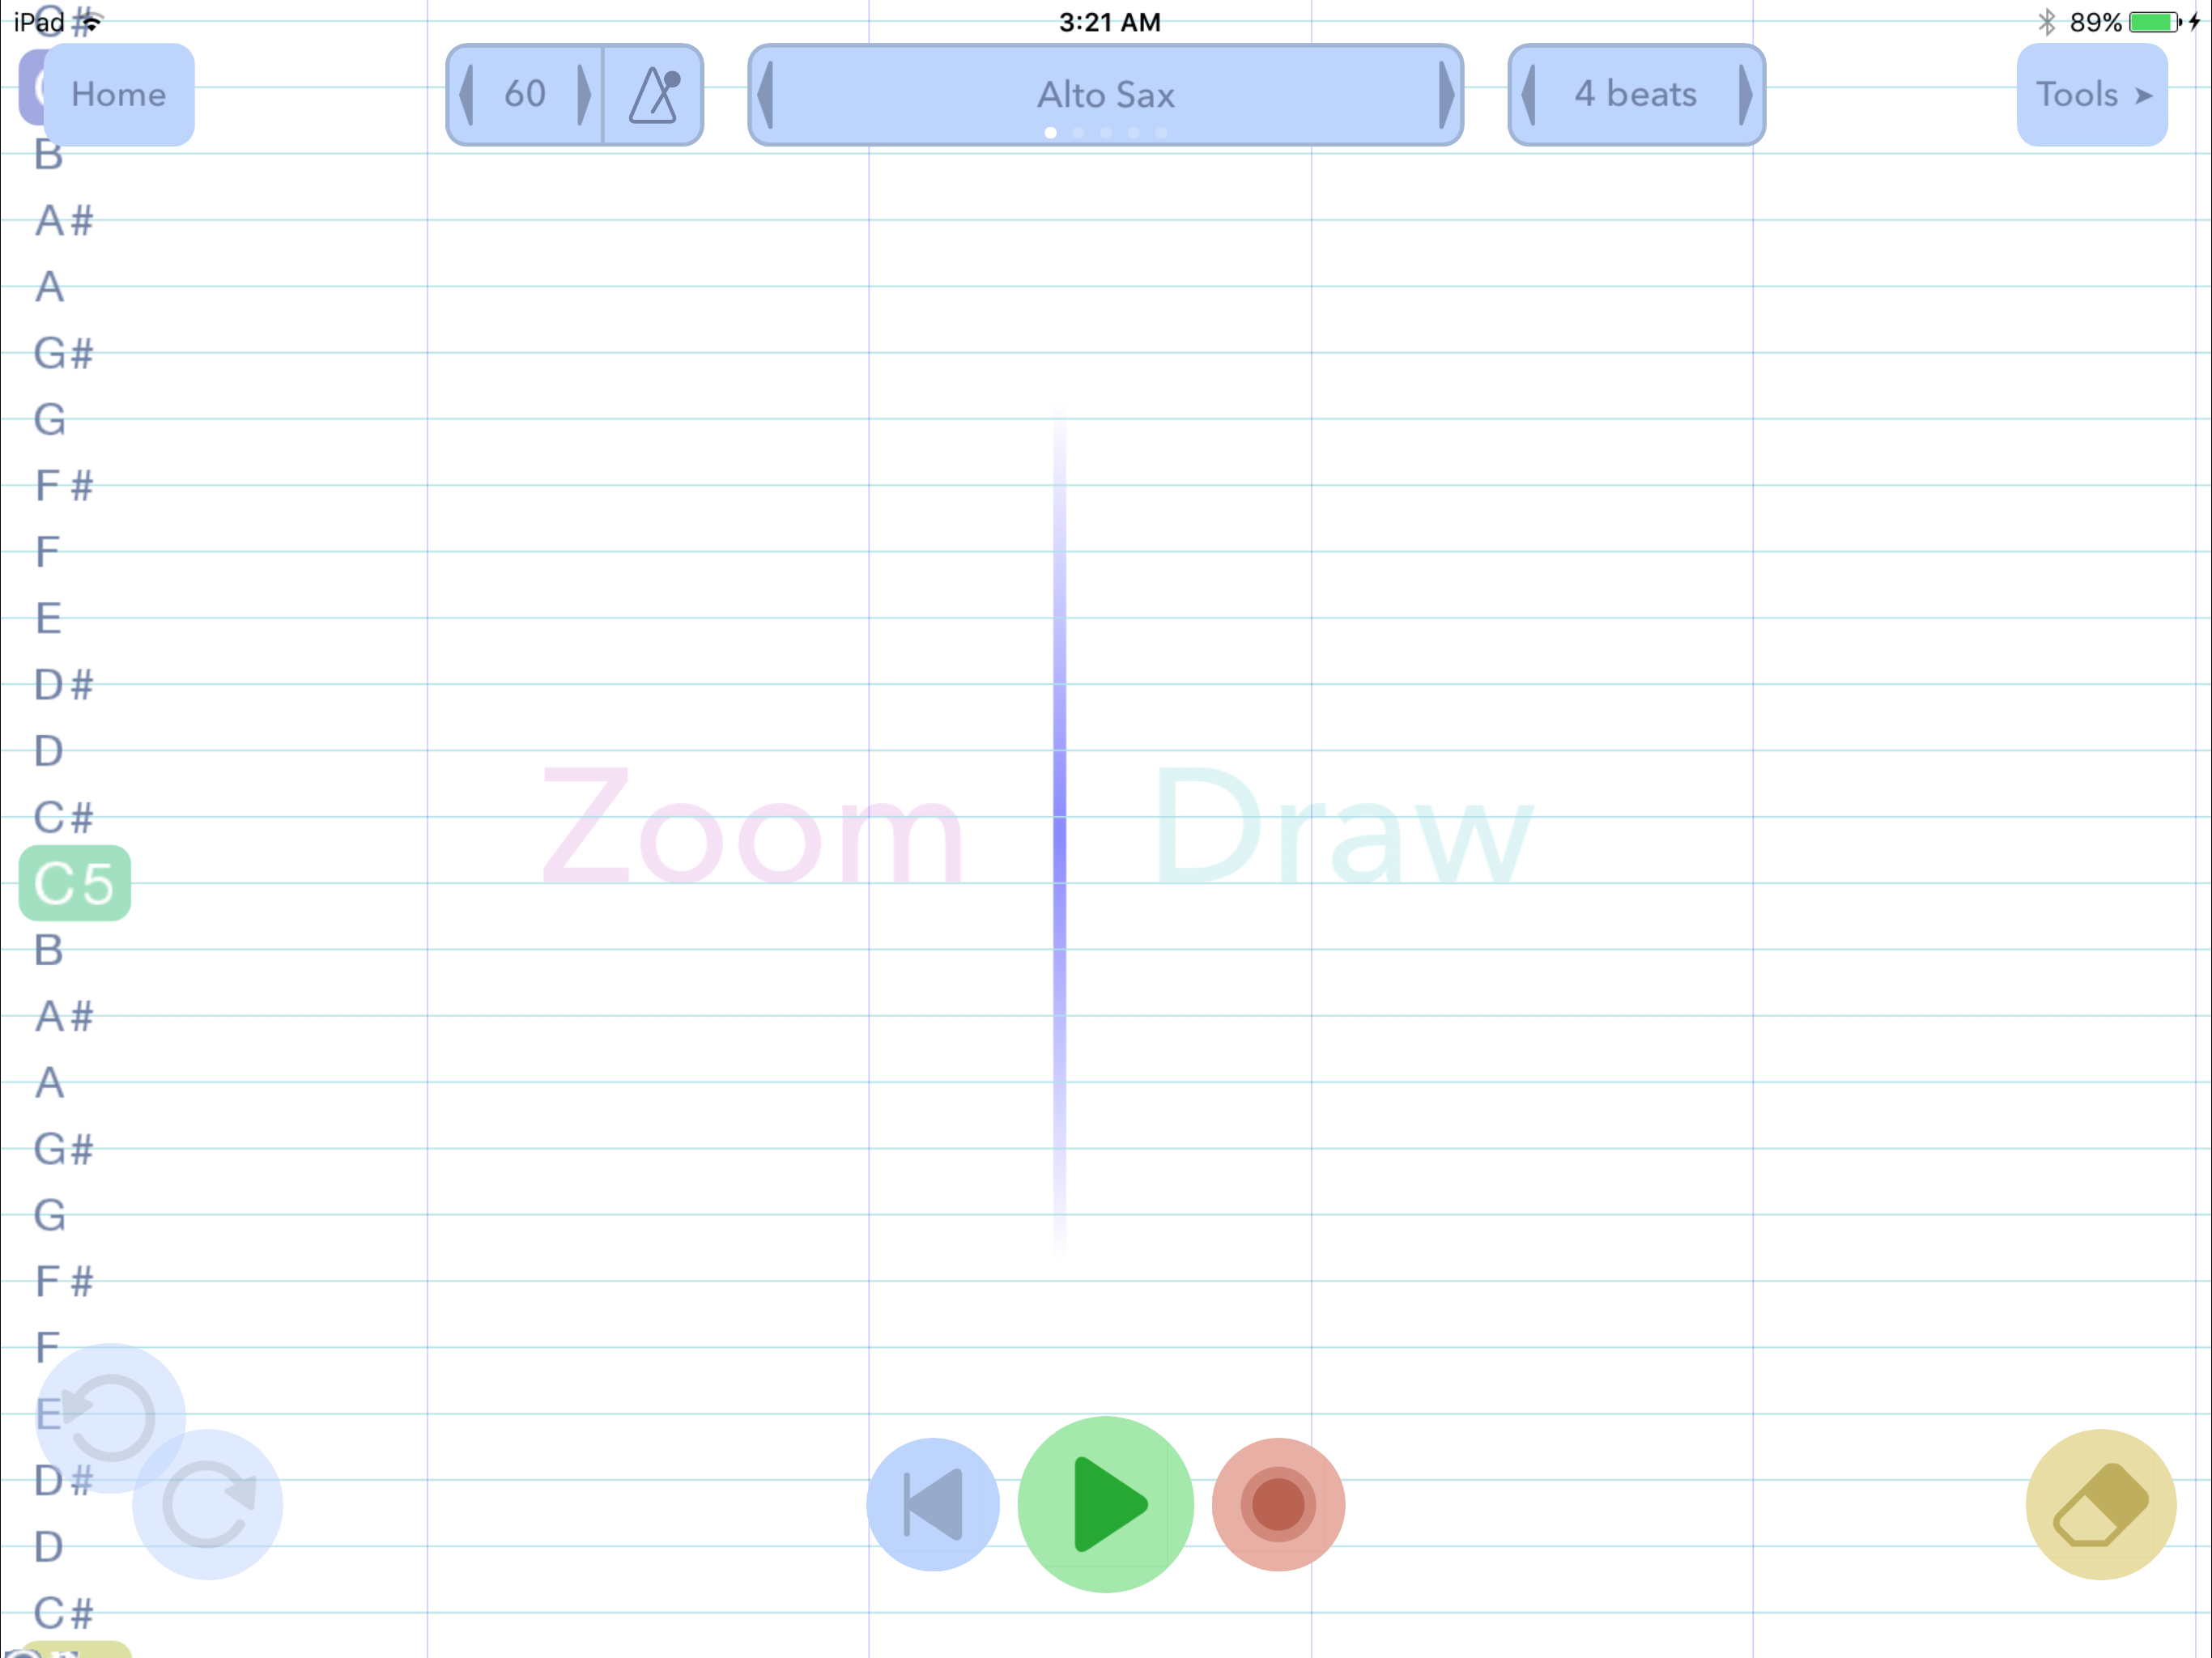 iPad 3:21 AM 89%
C#
Home 60 Alto Sax 4 beats Tools
B
A#
A
G#
G
F#
F
E
D#
D
Zoom Draw
C#
C5
B
A#
A
G#
G
F#
F
E
D#
D
C#